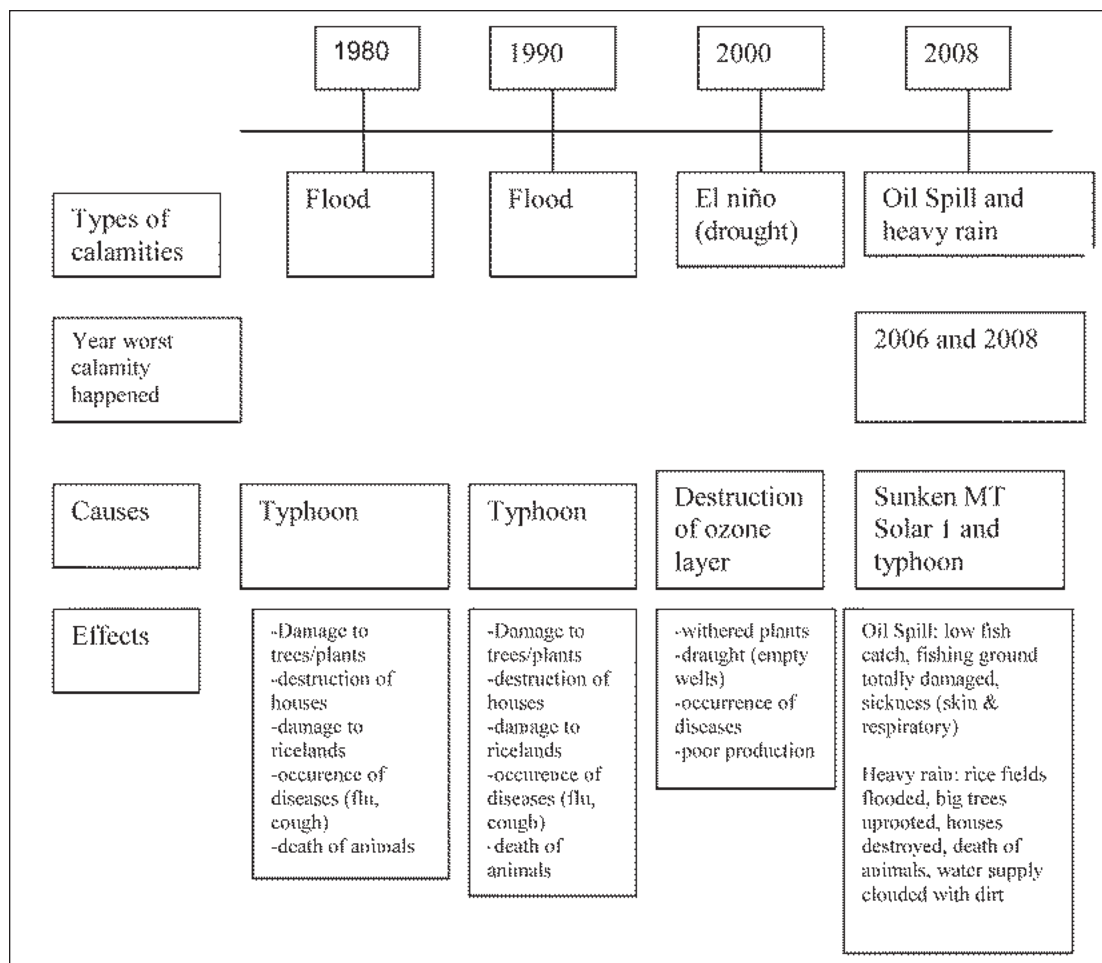 1980
1990
2000
2008
Types of
calamities
Flood
Flood
El niño
(drought)
Oil Spill and
heavy rain
Year worst
calamity
happened
2006 and 2008
Causes
Typhoon
Typhoon
Destruction
of ozone
layer
Sunken MT
Solar 1 and
typhoon
Effects
-Damage to
trees/plants
-destruction of
houses
-damage to
ricelands
-occurence of
diseases (flu,
cough)
-death of animals
-Damage to
trees/plants
-destruction of
houses
-damage to
ricelands
-occurence of
diseases (flu,
cough)
-death of
animals
-withered plants
-draught (empty
wells)
-occurrence of
diseases
-poor production
Oil Spill: low fish
catch, fishing ground
totally damaged,
sickness (skin &
respiratory)
Heavy rain: rice fields
flooded, big trees
uprooted, houses
destroyed, death of
animals, water supply
clouded with dirt